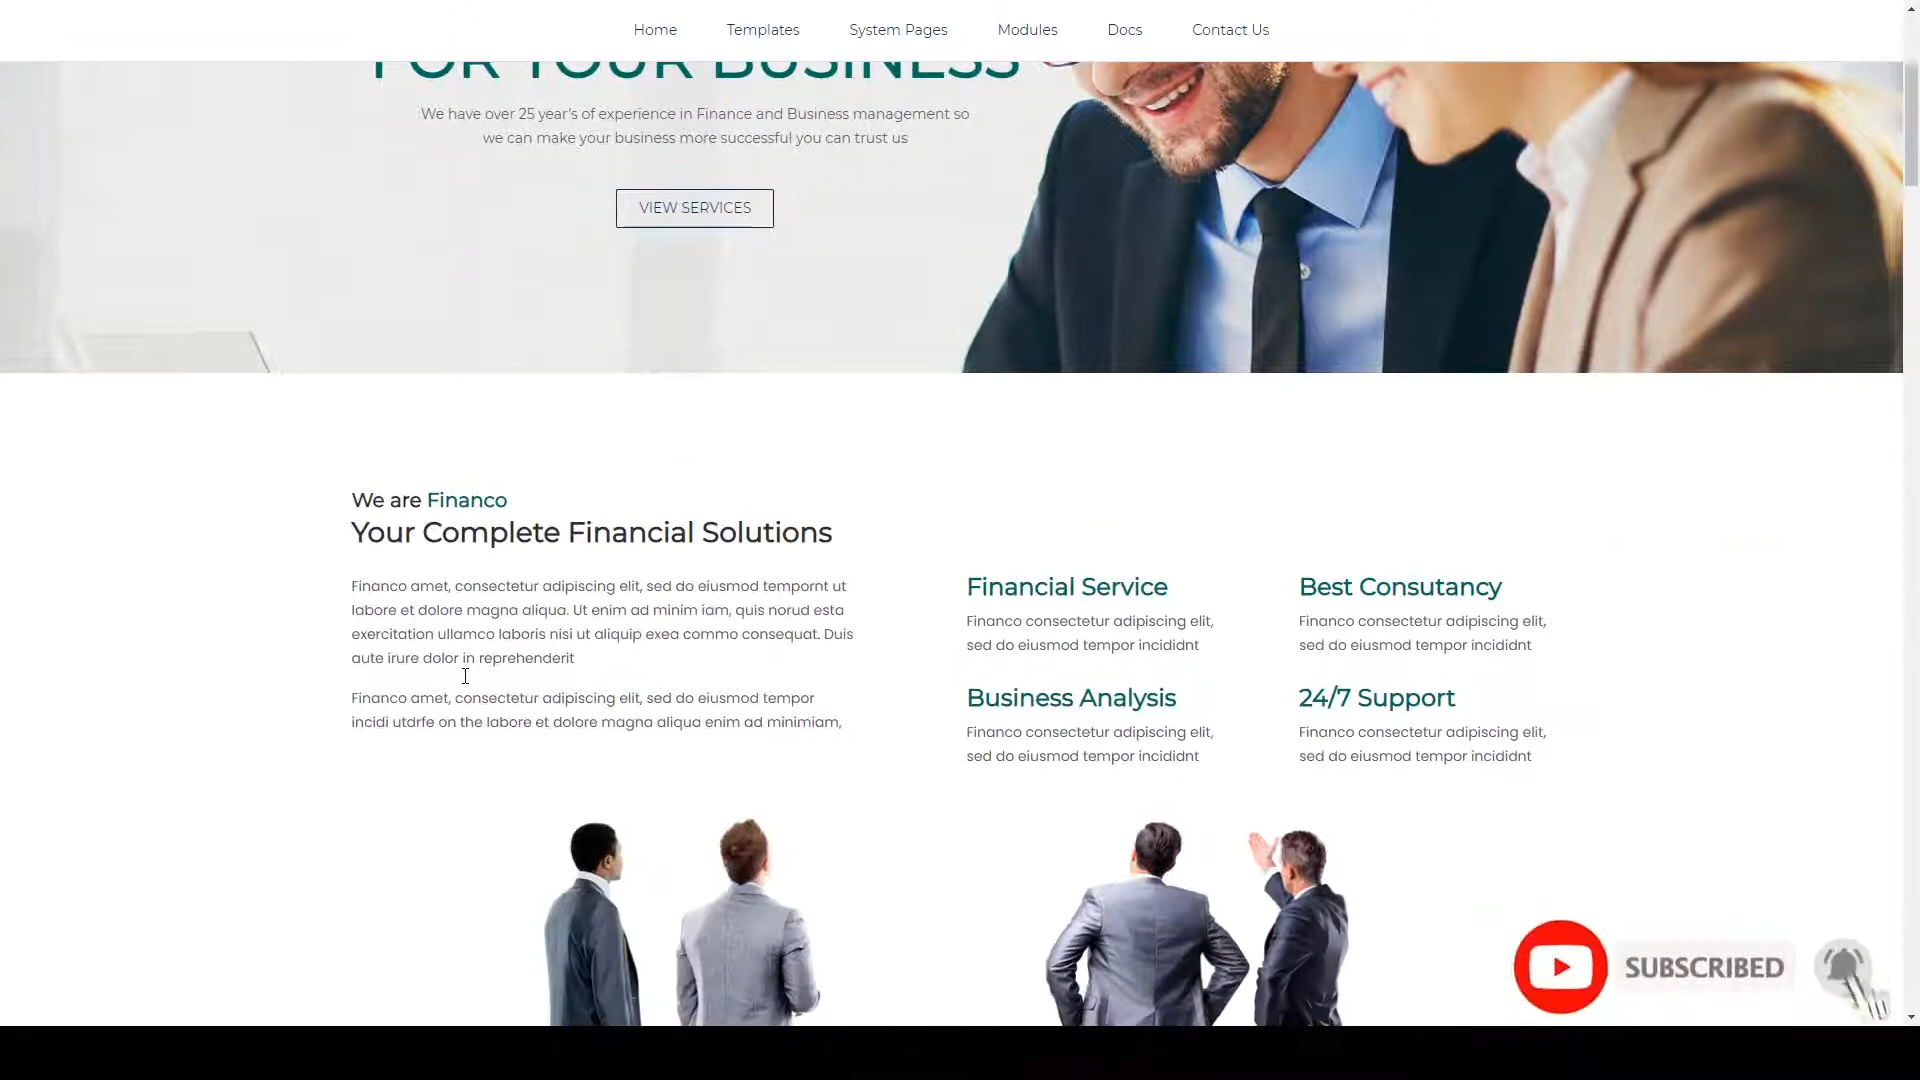 Home Templates System Pages Modules Docs Contact Us
FOR YOUR BUSINESS
We have over 25 year's of experience in Finance and Business management so
we can make your business more successful you can trust us
VIEW SERVICES
We are Financo
Your Complete Financial Solutions
Financo amet, consectetur adipiscing elit, sed do eiusmod tempornt ut
labore et dolore magna aliqua. Ut enim ad minim iam, quis norud esta
exercitation ullamco laboris nisi ut aliquip exea commo consequat. Duis
aute irure dolor in reprehenderit
Financo amet, consectetur adipiscing elit, sed do eiusmod tempor
incidi utdrfe on the labore et dolore magna aliqua enim ad minimiam,
Financial Service
Financo consectetur adipiscing elit,
sed do eiusmod tempor incididnt
Best Consutancy
Financo consectetur adipiscing elit,
sed do eiusmod tempor incididnt
Business Analysis
Financo consectetur adipiscing elit,
sed do eiusmod tempor incididnt
24/7 Support
Financo consectetur adipiscing elit,
sed do eiusmod tempor incididnt
SUBSCRIBED